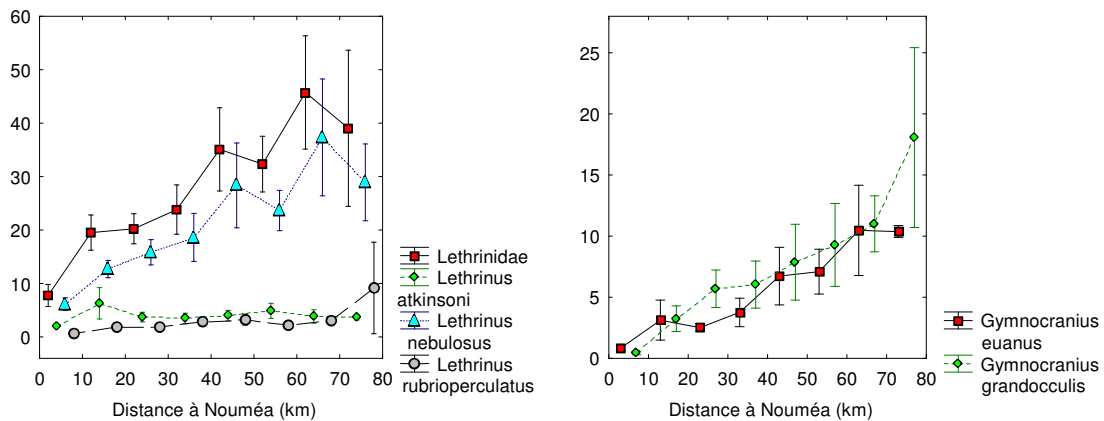 60
50
40
30
20
10
0
0 10 20 30 40 50 60 70 80
Distance à Nouméa (km)
Lethrinidae
Lethrinus
atkinsoni
Lethrinus
nebulosus
Lethrinus
rubrioperculatus
25
20
15
10
5
0
0 10 20 30 40 50 60 70 80
Distance à Nouméa (km)
Gymnocranius
euanus
Gymnocranius
grandocculis